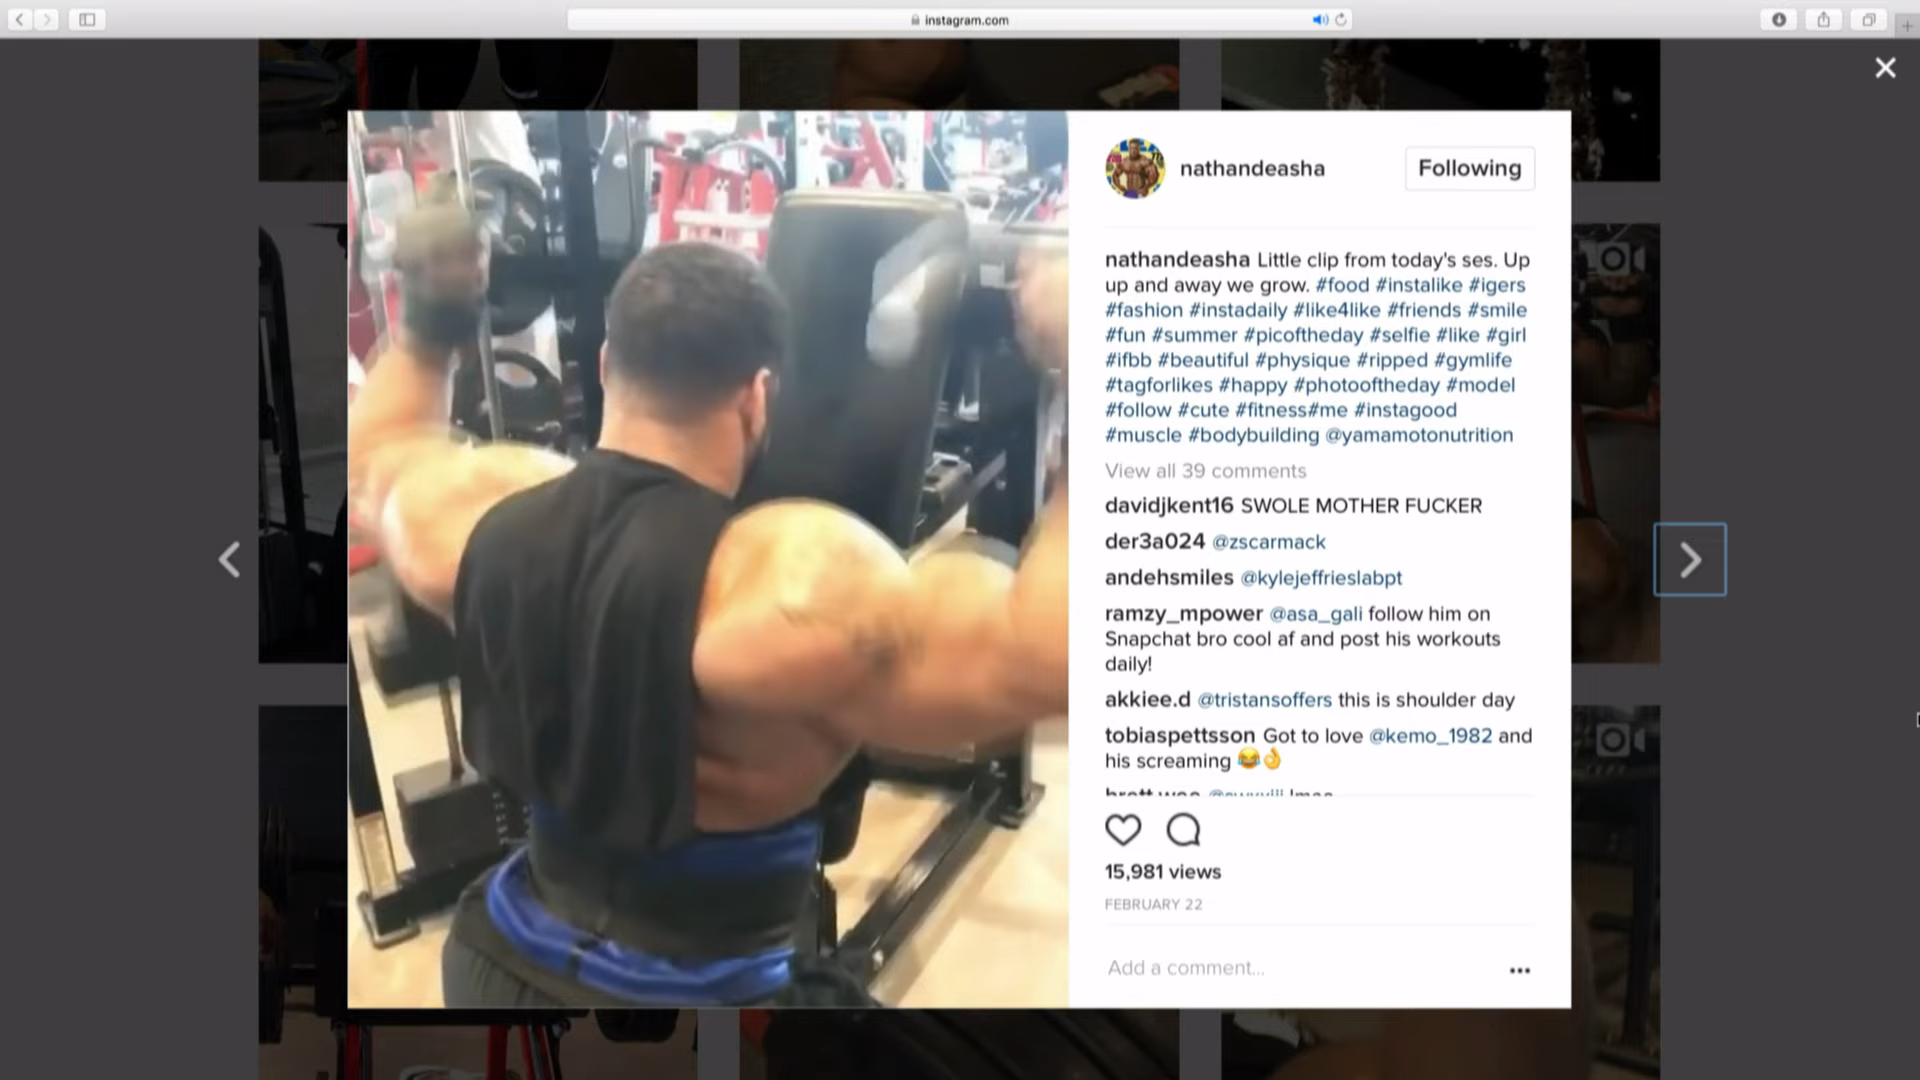 instagram.com
nathandeasha
Following
nathandeasha Little clip from today's ses. Up
up and away we grow. #food #instalike #igers
#fashion #instadaily #like4like #friends #smile
#fun #summer #picoftheday #selfie #like #girl
#ifbb #beautiful #physique #ripped #gymlife
#tagforlikes #happy #photooftheday #model
#follow #cute #fitness#me #instagood
#muscle #bodybuilding @yamamotonutrition
View all 39 comments
davidjkent16 SWOLE MOTHER FUCKER
der3a024 @zscarmack
andehsmiles @kylejeffrieslabpt
ramzy_mpower @asa_gali follow him on
Snapchat bro cool af and post his workouts
daily!
akkiee.d @tristansoffers this is shoulder day
tobiaspettsson Got to love @kemo_1982 and
his screaming 😂👌
15,981 views
FEBRUARY 22
Add a comment...